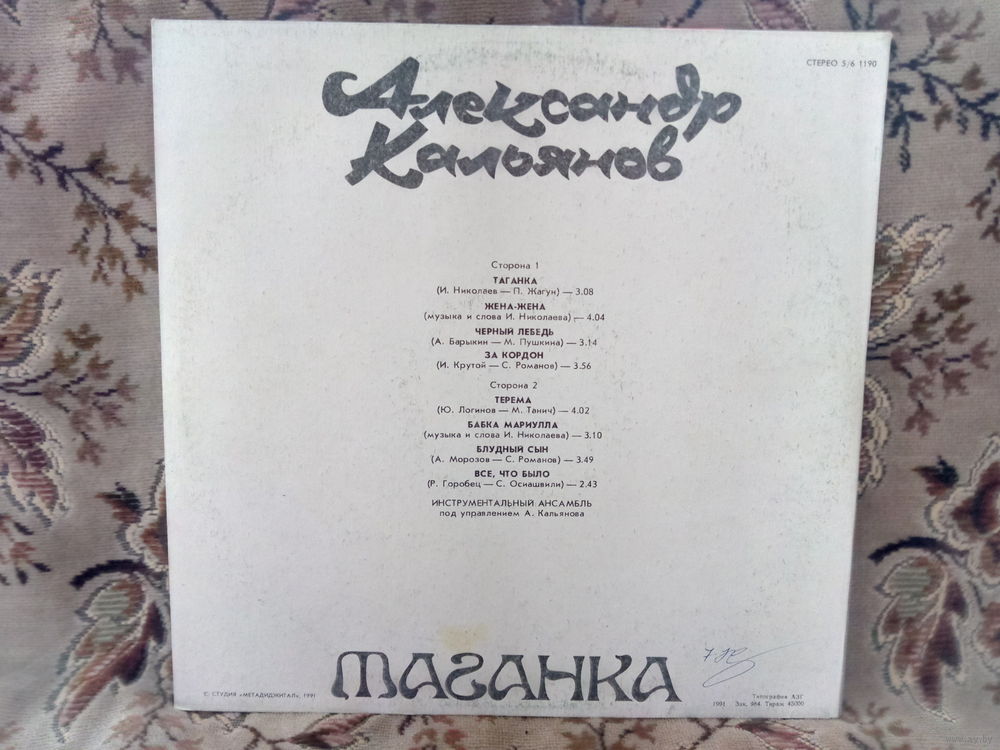 СТЕРЕО 5/6 1190
Александр
Кальянов
Сторона 1
ТАГАНКА
(И. Николаев — П. Жагун) — 3.08
ЖЕНА-ЖЕНА
(музыка и слова И. Николаева) — 4.04
ЧЕРНЫЙ ЛЕБЕДЬ
(А. Барыкин — М. Пушкина) — 3.14
ЗА КОРДОН
(И. Крутой — С. Романов) — 3.56
Сторона 2
ТЕРЕМА
(Ю. Логинов — М. Танич) — 4.02
БАБКА МАРИУЛЛА
(музыка и слова И. Николаева) — 3.10
БЛУДНЫЙ СЫН
(А. Морозов — С. Романов) — 3.49
ВСЕ, ЧТО БЫЛО
(Р. Горобец — С. Осиашвили) — 2.43
ИНСТРУМЕНТАЛЬНЫЙ АНСАМБЛЬ
под управлением А. Кальянова
ТАГАНКА
© СТУДИЯ «МЕТАДИДЖИТАЛ», 1991
Типография АЗГ
1991 Зак. 964 Тираж 45000
www.ay.by